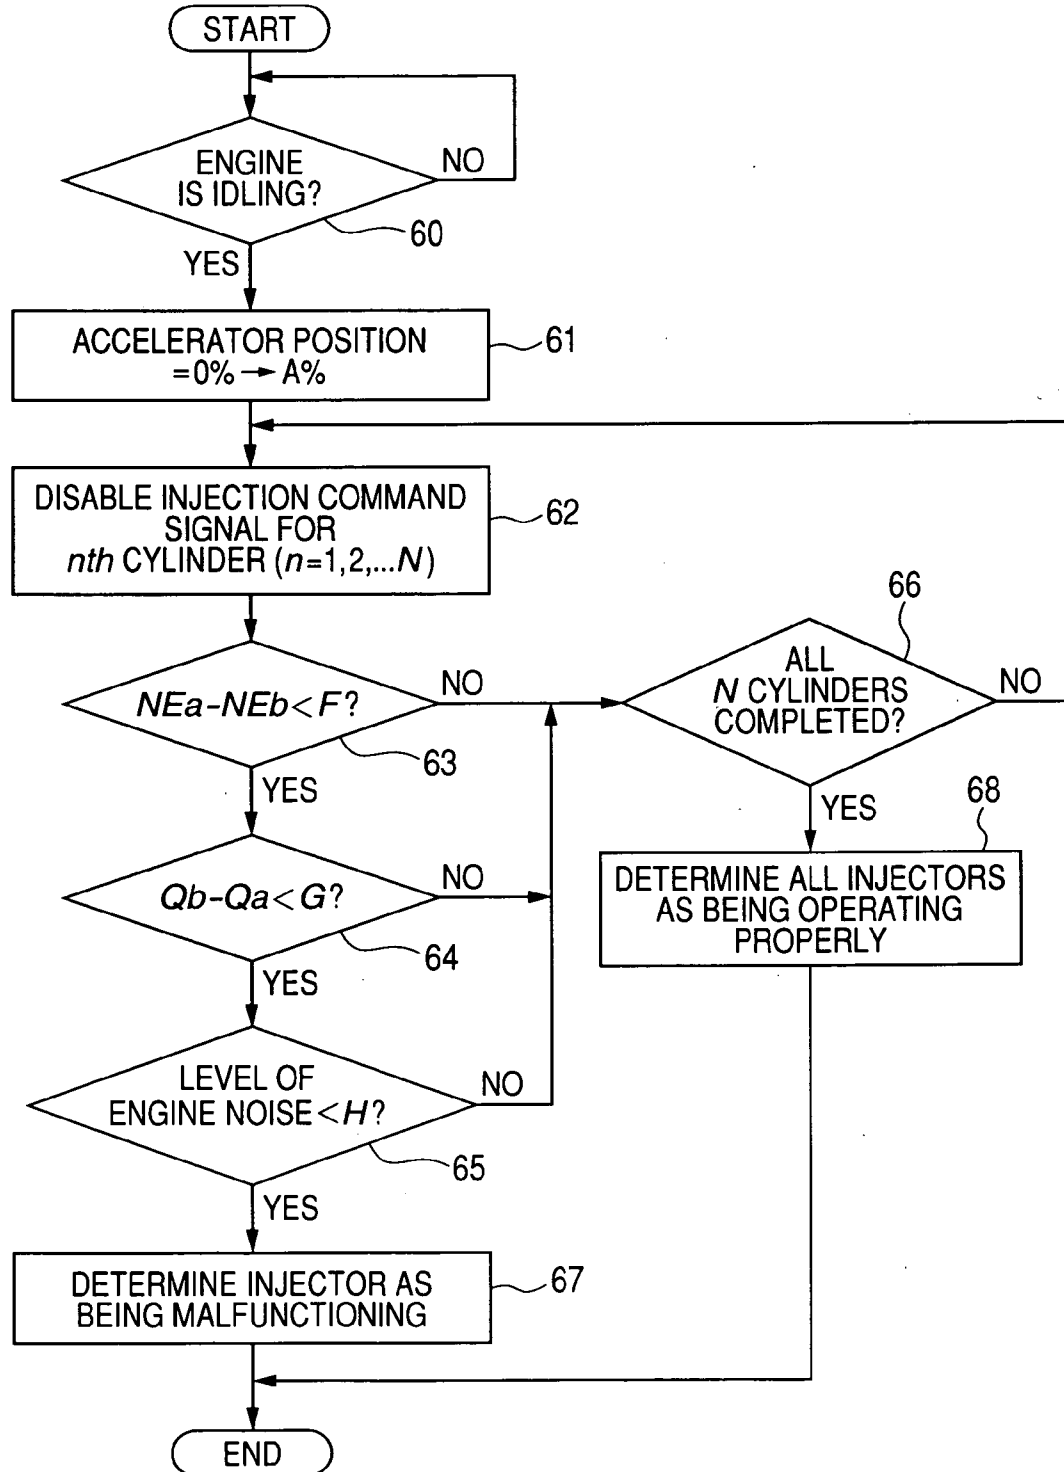 START
ENGINE
IS IDLING?
NO
60
YES
ACCELERATOR POSITION
=0%→A%
61
DISABLE INJECTION COMMAND
SIGNAL FOR
nth CYLINDER (n=1,2,...N)
62
NEa-NEb<F?
NO
63
YES
66
ALL
N CYLINDERS
COMPLETED?
NO
YES
Qb-Qa<G?
NO
64
YES
68
DETERMINE ALL INJECTORS
AS BEING OPERATING
PROPERLY
LEVEL OF
ENGINE NOISE<H?
NO
65
YES
DETERMINE INJECTOR AS
BEING MALFUNCTIONING
67
END